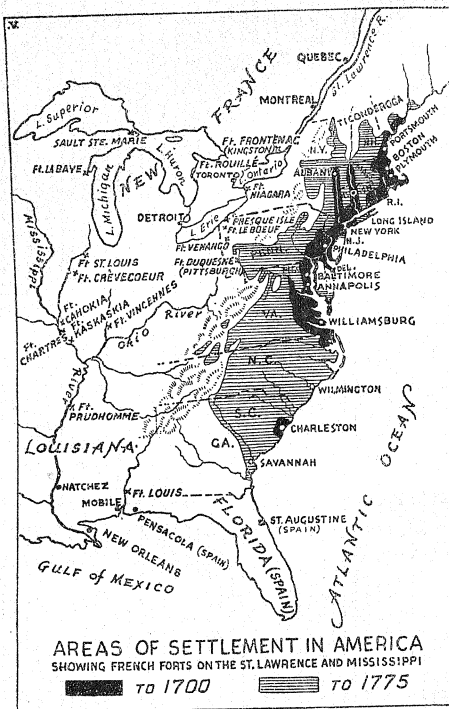 QUEBEC
St. Lawrence R.
FRANCE
MONTREAL
L. Superior
TICONDEROGA
SAULT STE. MARIE
Ft. FRONTENAC
(KINGSTON)
PORTSMOUTH
N.H.
BOSTON
PLYMOUTH
Ft. LABAYE
L. Huron
Ft. ROUILLÉ
(TORONTO)
Ontario
N.Y.
ALBANY
NEW
L. Michigan
Ft.
NIAGARA
R.I.
DETROIT
L. Erie
PRESQUE ISLE
Ft. LE BOEUF
LONG ISLAND
NEW YORK
Mississippi
Ft. VENANGO
N.J.
PHILADELPHIA
Ft. ST. LOUIS
Ft. CRÈVECOEUR
Ft. DUQUESNE
(PITTSBURGH)
PENN.
DEL.
BALTIMORE
ANNAPOLIS
Ft.
CAHOKIA
Ft.
KASKASKIA
Ft. VINCENNES
Ft.
CHARTRES
Ohio River
VA.
WILLIAMSBURG
N.C.
River
Ft.
PRUDHOMME
S.C.
WILMINGTON
LOUISIANA
GA.
CHARLESTON
SAVANNAH
NATCHEZ
MOBILE
Ft. LOUIS
FLORIDA (SPAIN)
PENSACOLA (SPAIN)
ST. AUGUSTINE
(SPAIN)
NEW ORLEANS
GULF of MEXICO
ATLANTIC OCEAN
AREAS OF SETTLEMENT IN AMERICA
SHOWING FRENCH FORTS ON THE ST. LAWRENCE AND MISSISSIPPI
TO 1700 TO 1775